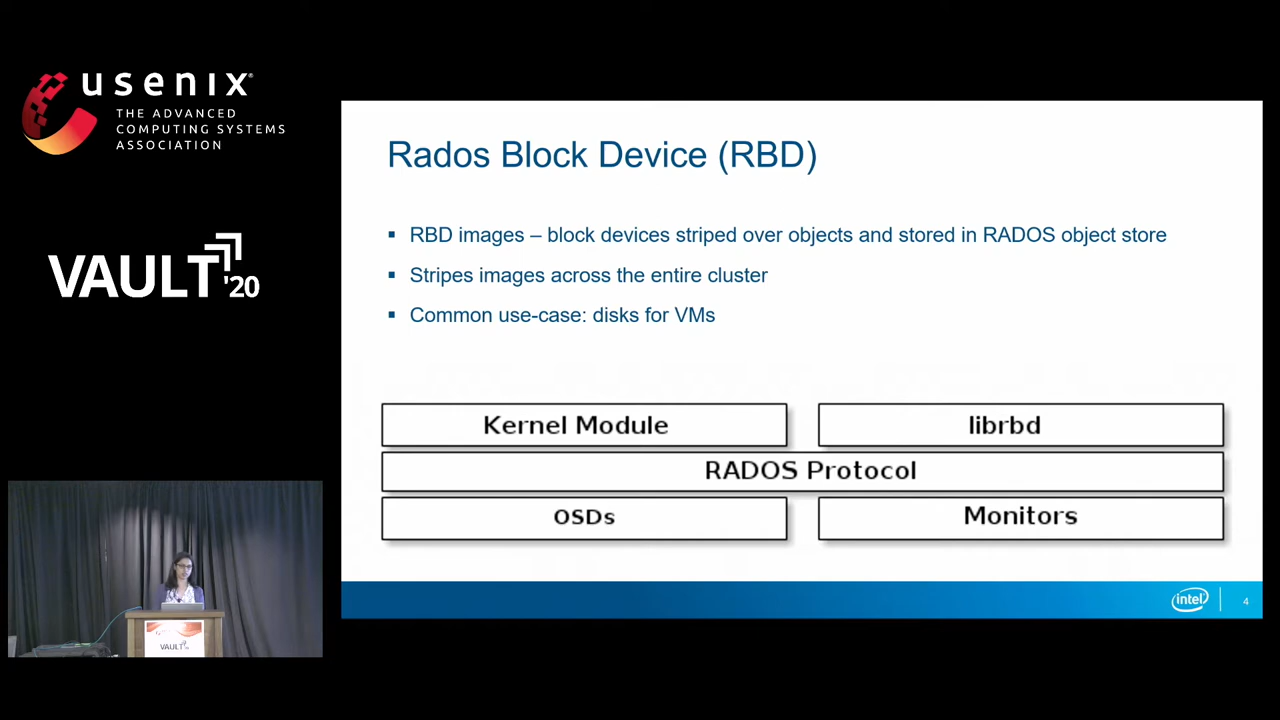 usenix®
THE ADVANCED
COMPUTING SYSTEMS
ASSOCIATION
VAULT '20
Rados Block Device (RBD)
▪ RBD images – block devices striped over objects and stored in RADOS object store
▪ Stripes images across the entire cluster
▪ Common use-case: disks for VMs
Kernel Module
librbd
RADOS Protocol
OSDs
Monitors
intel
4
VAULT